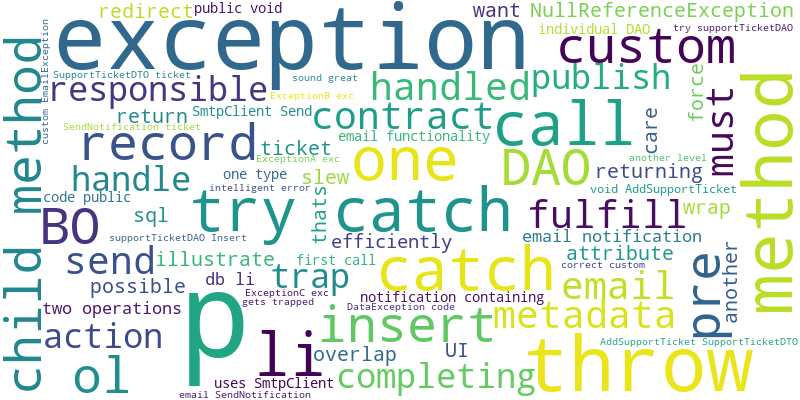 redirect
public void
want
NullReferenceException
exception
individual DAO
try supportTicketDAO
custom
custom EmailException
SupportTicketDTO ticket
sound great
responsible
handled
publish
force
method
return
SmtpClient Send
ExceptionB exc
contract
call
care
must
SendNotification ticket
record
email functionality
ticket
one
DAO
ExceptionA exc
another level
returning
handle
one type
slew
intelligent error
void AddSupportTicket
code public
child method
BO
sql
try
thats
catch
fulfill
wrap
supportTicketDAO Insert
efficiently
email notification
send
illustrate
first call
catch
attribute
correct custom
pre
another
possible
db li
trap
email
ExceptionC exc
notification containing
gets trapped
DataException code
two operations
p
li
insert
metadata
action
overlap
UI
AddSupportTicket SupportTicketDTO
ol
uses SmtpClient
completing
throw
email SendNotification